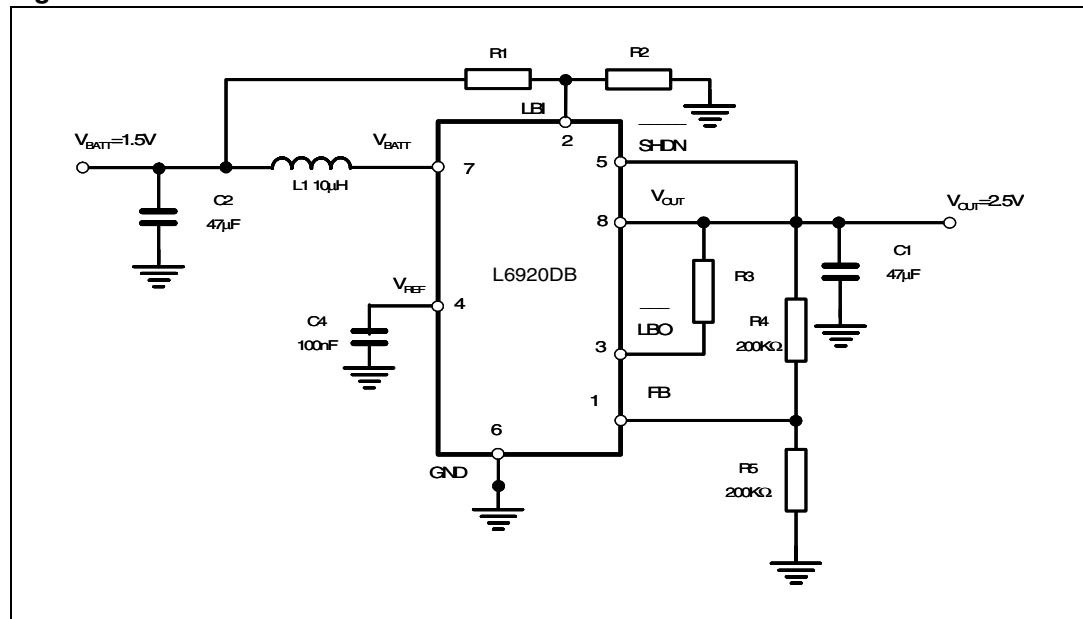 R1
R2
LBI
2
SHDN
V_BATT=1.5V
V_BATT
7
5
L1 10µH
C2
47µF
V_OUT
8
V_OUT=2.5V
L6920DB
C1
47µF
R3
V_REF
4
LBO
C4
100nF
R4
200KΩ
3
1
FB
6
GND
R5
200KΩ